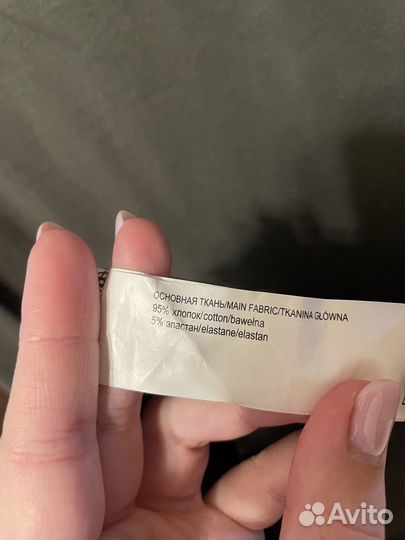 ОСНОВНАЯ ТКАНЬ/MAIN FABRIC/TKANINA GŁÓWNA
95% хлопок/cotton/bawełna
5% эластан/elastane/elastan
Avito